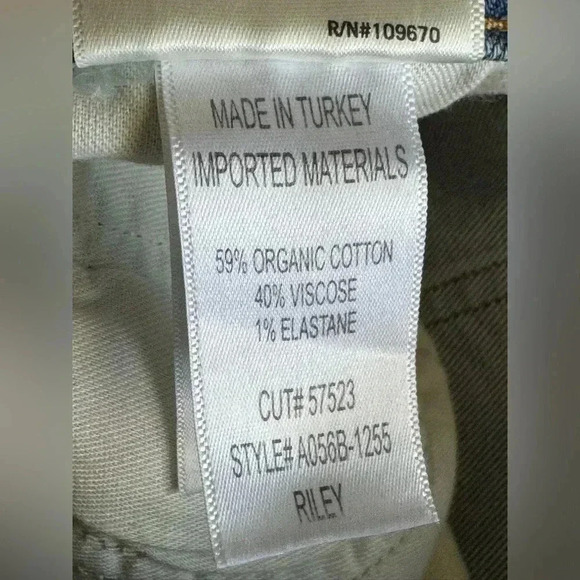 R/N#109670
MADE IN TURKEY
IMPORTED MATERIALS
59% ORGANIC COTTON
40% VISCOSE
1% ELASTANE
CUT# 57523
STYLE# A056B-1255
RILEY